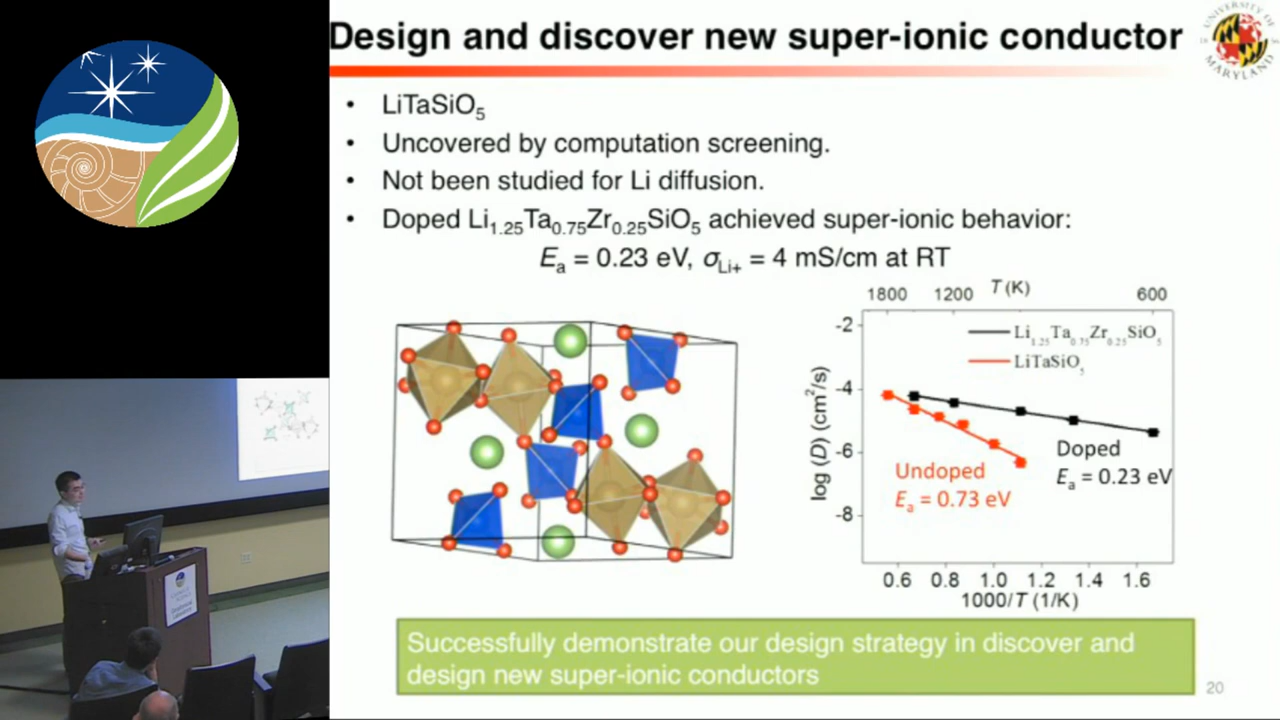 Design and discover new super-ionic conductor
UNIVERSITY OF
MARYLAND
• LiTaSiO₅
• Uncovered by computation screening.
• Not been studied for Li diffusion.
• Doped Li₁.₂₅Ta₀.₇₅Zr₀.₂₅SiO₅ achieved super-ionic behavior:
Eₐ = 0.23 eV, σLi+ = 4 mS/cm at RT
1800 1200 T (K) 600
Li₁.₂₅Ta₀.₇₅Zr₀.₂₅SiO₅
LiTaSiO₅
log (D) (cm²/s)
-2
-4
-6
-8
Undoped
Eₐ = 0.73 eV
Doped
Eₐ = 0.23 eV
0.6 0.8 1.0 1.2 1.4 1.6
1000/T (1/K)
Successfully demonstrate our design strategy in discover and
design new super-ionic conductors
20